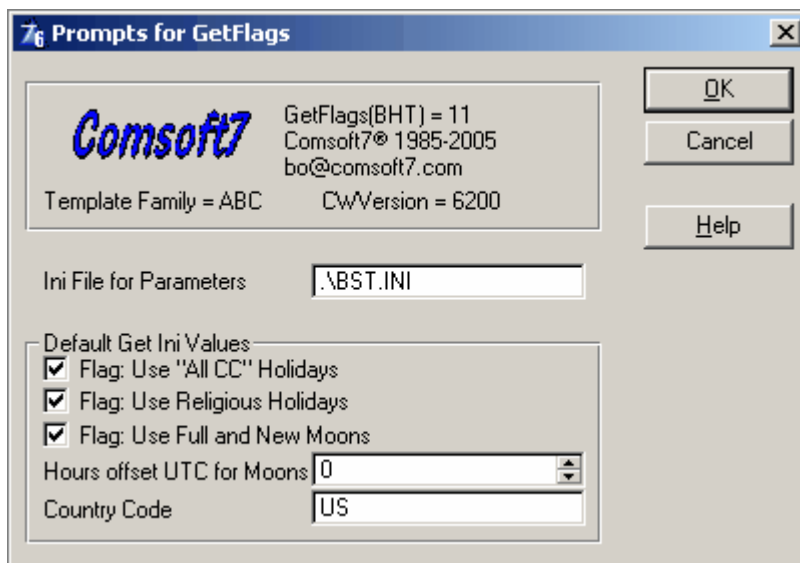 7⁄6 Prompts for GetFlags
Comsoft7
GetFlags(BHT) = 11
Comsoft7® 1985-2005
bo@comsoft7.com
Template Family = ABC CWVersion = 6200
OK
Cancel
Help
Ini File for Parameters .\BST.INI
Default Get Ini Values
Flag: Use "All CC" Holidays
Flag: Use Religious Holidays
Flag: Use Full and New Moons
Hours offset UTC for Moons 0
Country Code US